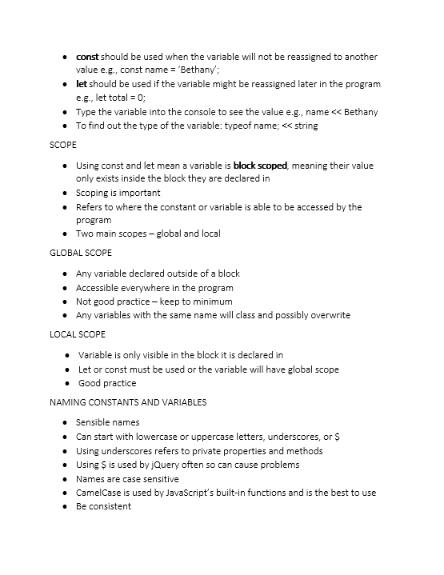 • const should be used when the variable will not be reassigned to another
value e.g., const name = ‘Bethany’;
• let should be used if the variable might be reassigned later in the program
e.g., let total = 0;
• Type the variable into the console to see the value e.g., name << Bethany
• To find out the type of the variable: typeof name; << string
SCOPE
• Using const and let mean a variable is block scoped, meaning their value
only exists inside the block they are declared in
• Scoping is important
• Refers to where the constant or variable is able to be accessed by the
program
• Two main scopes – global and local
GLOBAL SCOPE
• Any variable declared outside of a block
• Accessible everywhere in the program
• Not good practice – keep to minimum
• Any variables with the same name will class and possibly overwrite
LOCAL SCOPE
• Variable is only visible in the block it is declared in
• Let or const must be used or the variable will have global scope
• Good practice
NAMING CONSTANTS AND VARIABLES
• Sensible names
• Can start with lowercase or uppercase letters, underscores, or $
• Using underscores refers to private properties and methods
• Using $ is used by jQuery often so can cause problems
• Names are case sensitive
• CamelCase is used by JavaScript’s built-in functions and is the best to use
• Be consistent